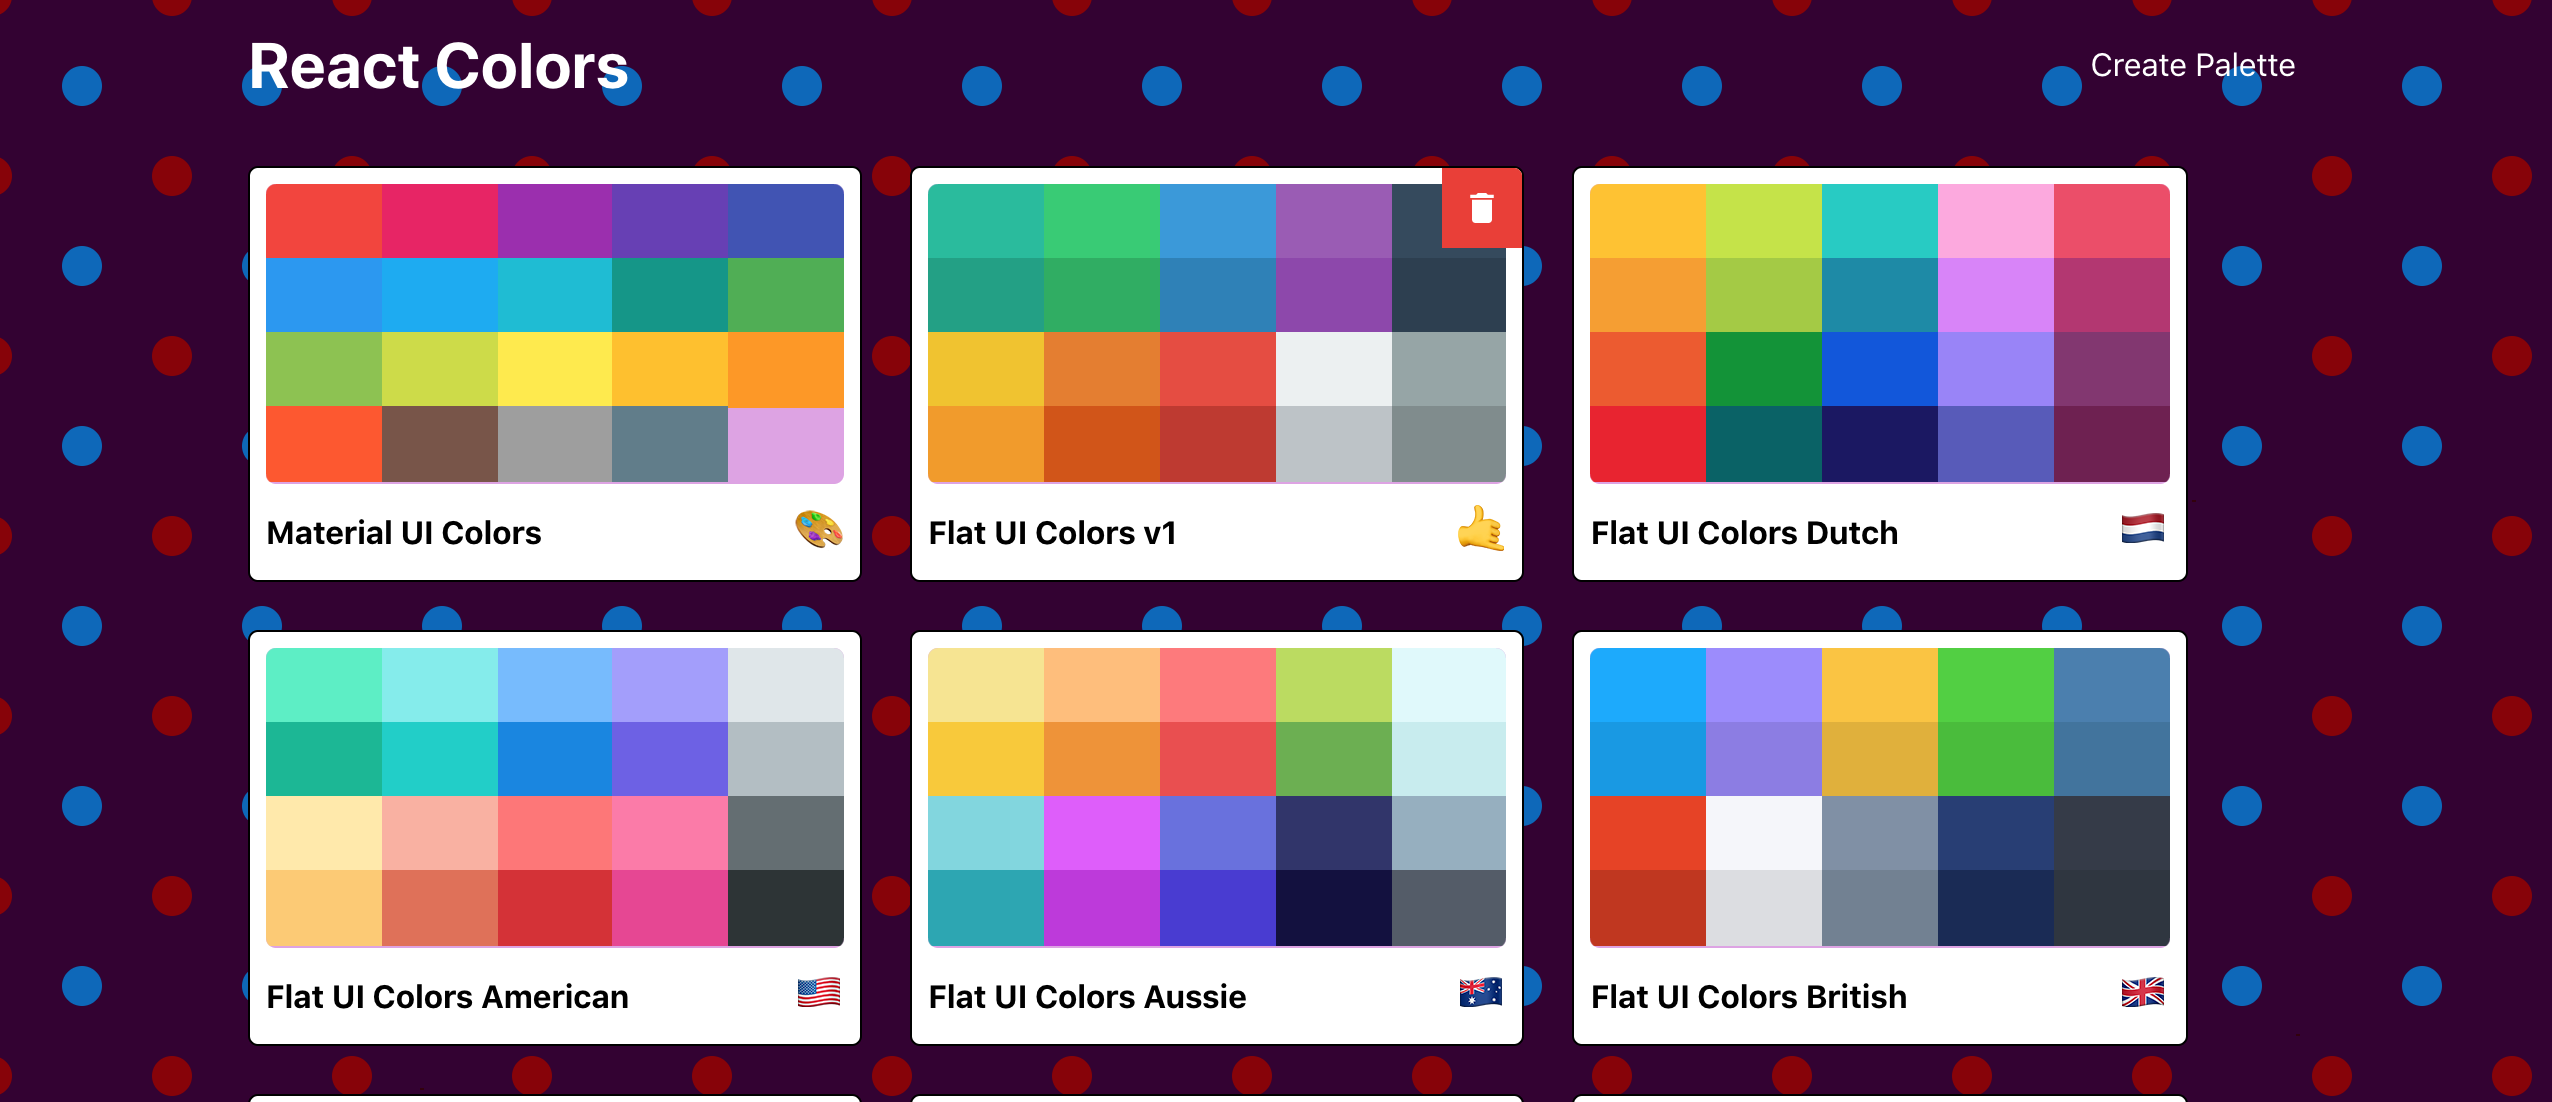 React Colors
Create Palette
Material UI Colors
Flat UI Colors v1
Flat UI Colors Dutch
Flat UI Colors American
Flat UI Colors Aussie
Flat UI Colors British